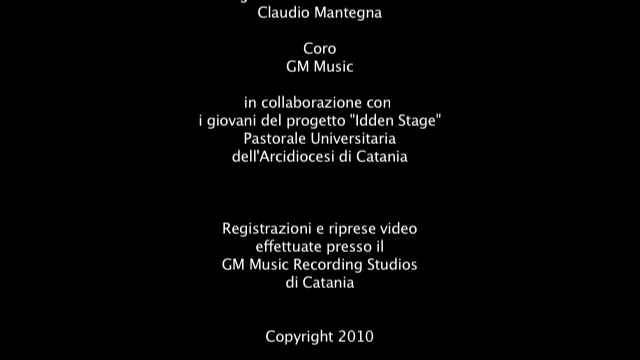 Claudio Mantegna
Coro
GM Music
in collaborazione con
i giovani del progetto "Idden Stage"
Pastorale Universitaria
dell'Arcidiocesi di Catania
Registrazioni e riprese video
effettuate presso il
GM Music Recording Studios
di Catania
Copyright 2010